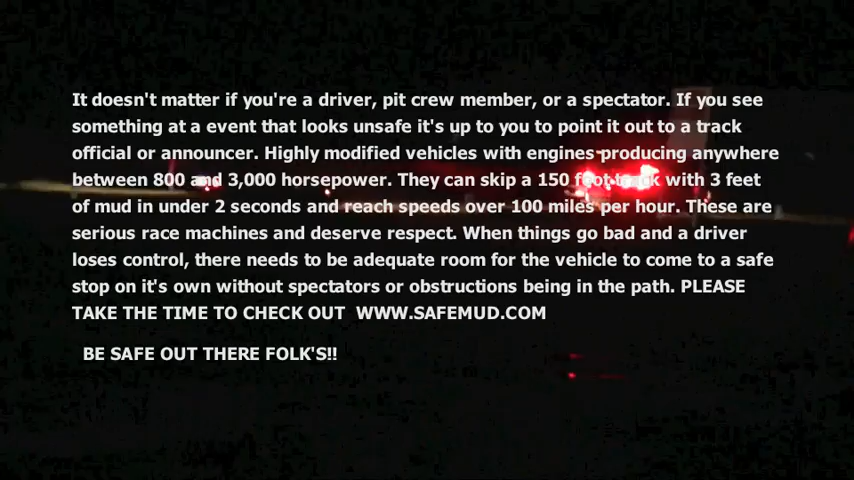 It doesn't matter if you're a driver, pit crew member, or a spectator. If you see
something at a event that looks unsafe it's up to you to point it out to a track
official or announcer. Highly modified vehicles with engines producing anywhere
between 800 and 3,000 horsepower. They can skip a 150 foot track with 3 feet
of mud in under 2 seconds and reach speeds over 100 miles per hour. These are
serious race machines and deserve respect. When things go bad and a driver
loses control, there needs to be adequate room for the vehicle to come to a safe
stop on it's own without spectators or obstructions being in the path. PLEASE
TAKE THE TIME TO CHECK OUT WWW.SAFEMUD.COM
BE SAFE OUT THERE FOLK'S!!